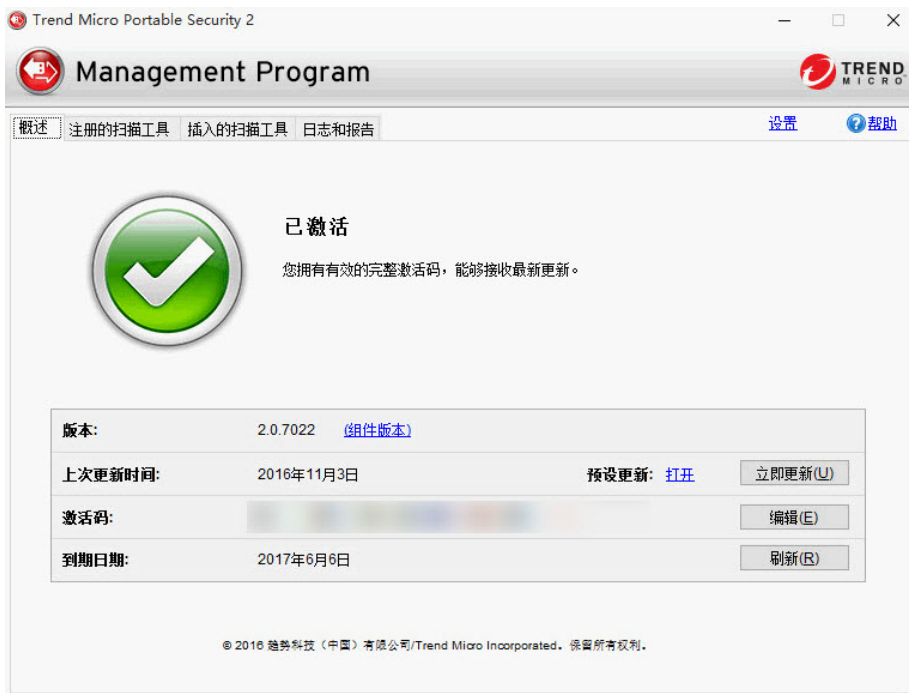 Trend Micro Portable Security 2
Management Program
TREND MICRO
概述 注册的扫描工具 插入的扫描工具 日志和报告 设置 帮助
已激活
您拥有有效的完整激活码，能够接收最新更新。
版本: 2.0.7022 (组件版本)
上次更新时间: 2016年11月3日 预设更新: 打开 立即更新(U)
激活码: 编辑(E)
到期日期: 2017年6月6日 刷新(R)
© 2016 趋势科技（中国）有限公司/Trend Micro Incorporated。保留所有权利。